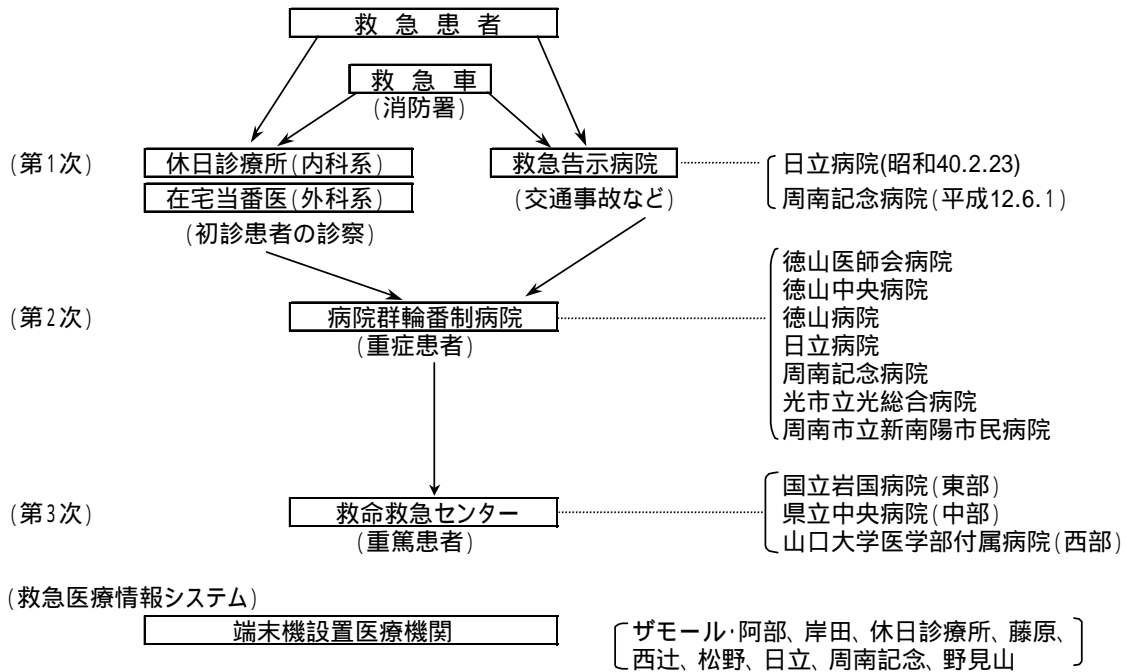 救急患者
救急車
(消防署)
(第1次)
休日診療所(内科系)
救急告示病院
日立病院(昭和40.2.23)
在宅当番医(外科系)
(交通事故など)
周南記念病院(平成12.6.1)
(初診患者の診察)
徳山医師会病院
徳山中央病院
(第2次)
病院群輪番制病院
徳山病院
(重症患者)
日立病院
周南記念病院
光市立光総合病院
周南市立新南陽市民病院
国立岩国病院(東部)
(第3次)
救命救急センター
県立中央病院(中部)
(重篤患者)
山口大学医学部付属病院(西部)
(救急医療情報システム)
端末機設置医療機関
ザモール・阿部、岸田、休日診療所、藤原、
西辻、松野、日立、周南記念、野見山